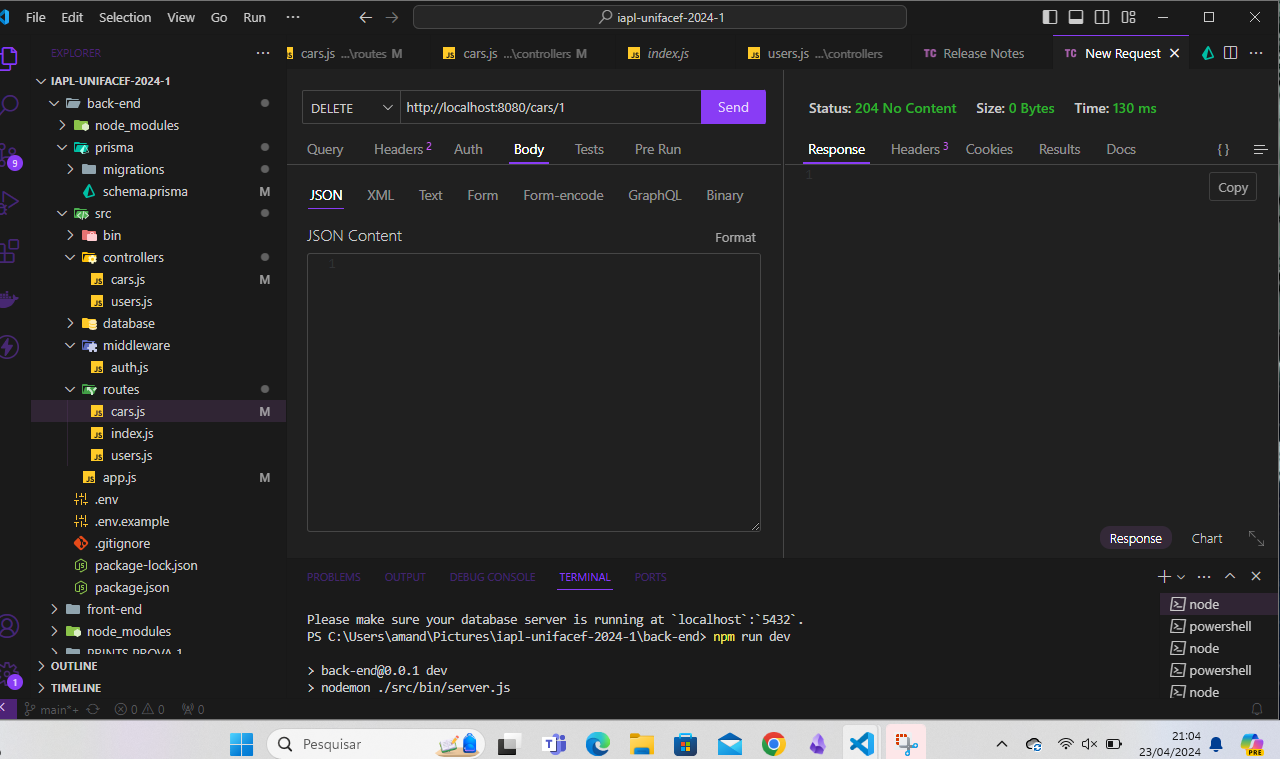 File Edit Selection View Go Run ··· iapl-unifacef-2024-1
EXPLORER ···
cars.js ...\routes M cars.js ...\controllers M index.js users.js ...\controllers TC Release Notes TC New Request
IAPL-UNIFACEF-2024-1
back-end
node_modules
prisma
migrations
schema.prisma M
src
bin
controllers
cars.js M
users.js
database
middleware
auth.js
routes
cars.js M
index.js
users.js
app.js M
.env
.env.example
.gitignore
package-lock.json
package.json
front-end
node_modules
PRINTS PROVA 1
OUTLINE
TIMELINE
9
1
DELETE http://localhost:8080/cars/1 Send
Query Headers 2 Auth Body Tests Pre Run
JSON XML Text Form Form-encode GraphQL Binary
JSON Content Format
1
Status: 204 No Content Size: 0 Bytes Time: 130 ms
Response Headers 3 Cookies Results Docs { }
1
Copy
Response Chart
PROBLEMS OUTPUT DEBUG CONSOLE TERMINAL PORTS
Please make sure your database server is running at `localhost`:`5432`.
PS C:\Users\amand\Pictures\iapl-unifacef-2024-1\back-end> npm run dev
> back-end@0.0.1 dev
> nodemon ./src/bin/server.js
node
powershell
node
powershell
node
main*+ 0 0 0
Pesquisar
21:04
23/04/2024
PRE